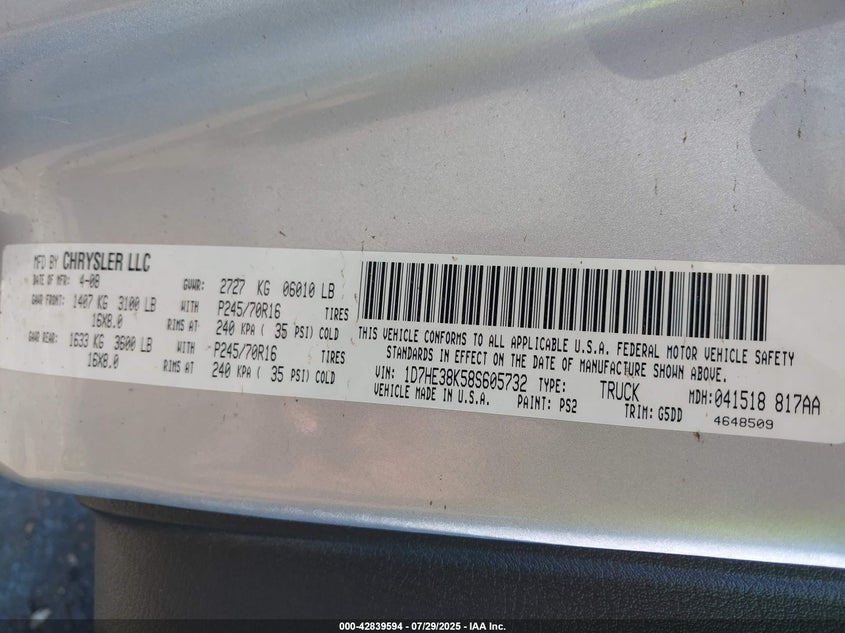 MFD BY CHRYSLER LLC
DATE OF MFR: 4-08 GVWR: 2727 KG 06010 LB
GAWR FRONT: 1407 KG 3100 LB WITH P245/70R16 TIRES
16X8.0 RIMS AT 240 KPA ( 35 PSI) COLD
GAWR REAR: 1633 KG 3600 LB WITH P245/70R16 TIRES
16X8.0 RIMS AT 240 KPA ( 35 PSI) COLD
THIS VEHICLE CONFORMS TO ALL APPLICABLE U.S.A. FEDERAL MOTOR VEHICLE SAFETY
STANDARDS IN EFFECT ON THE DATE OF MANUFACTURE SHOWN ABOVE.
VIN: 1D7HE38K58S605732 TYPE: TRUCK MDH:041518 817AA
VEHICLE MADE IN U.S.A. PAINT: PS2 TRIM: G5DD 4648509
000-42839594 - 07/29/2025 - IAA Inc.